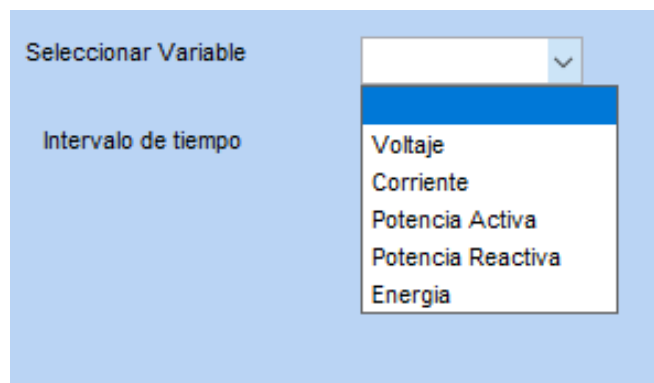 Seleccionar Variable
Intervalo de tiempo
Voltaje
Corriente
Potencia Activa
Potencia Reactiva
Energia